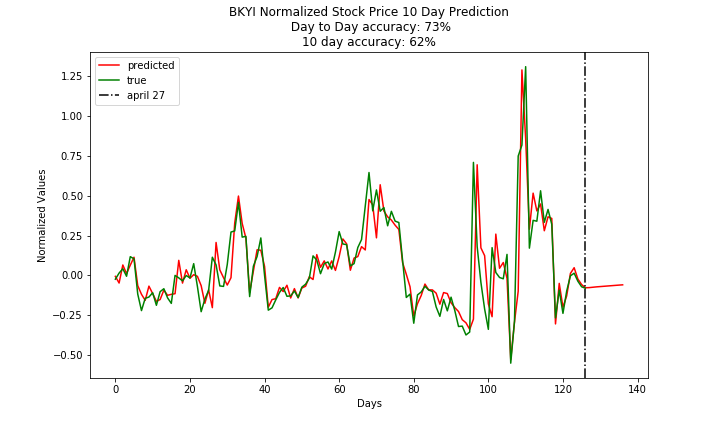 BKYI Normalized Stock Price 10 Day Prediction
Day to Day accuracy: 73%
10 day accuracy: 62%
predicted
true
april 27
Normalized Values
1.25
1.00
0.75
0.50
0.25
0.00
−0.25
−0.50
0 20 40 60 80 100 120 140
Days